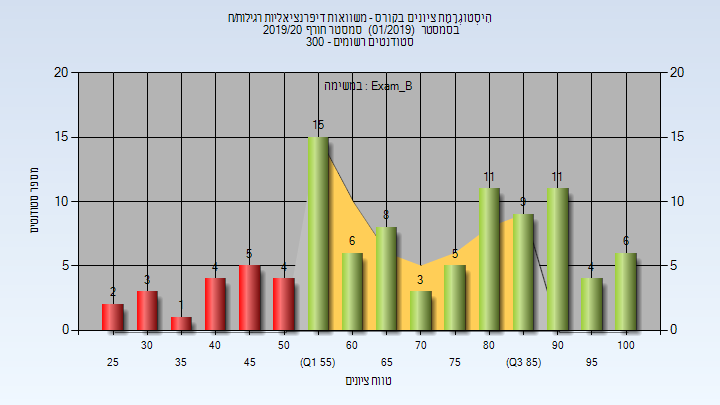 היסטוגרמת ציונים בקורס - משוואות דיפרנציאליות רגילות/ח
בסמסטר (01/2019) סמסטר חורף 2019/20
סטודנטים רשומים - 300
במשימה : Exam_B
מספר סטודנטים
20 20
15 15
10 10
5 5
0 0
2 3 1 4 5 4 15 6 8 3 5 11 9 11 4 6
30 40 50 60 70 80 90 100
25 35 45 (Q1 55) 65 75 (Q3 85) 95
טווח ציונים